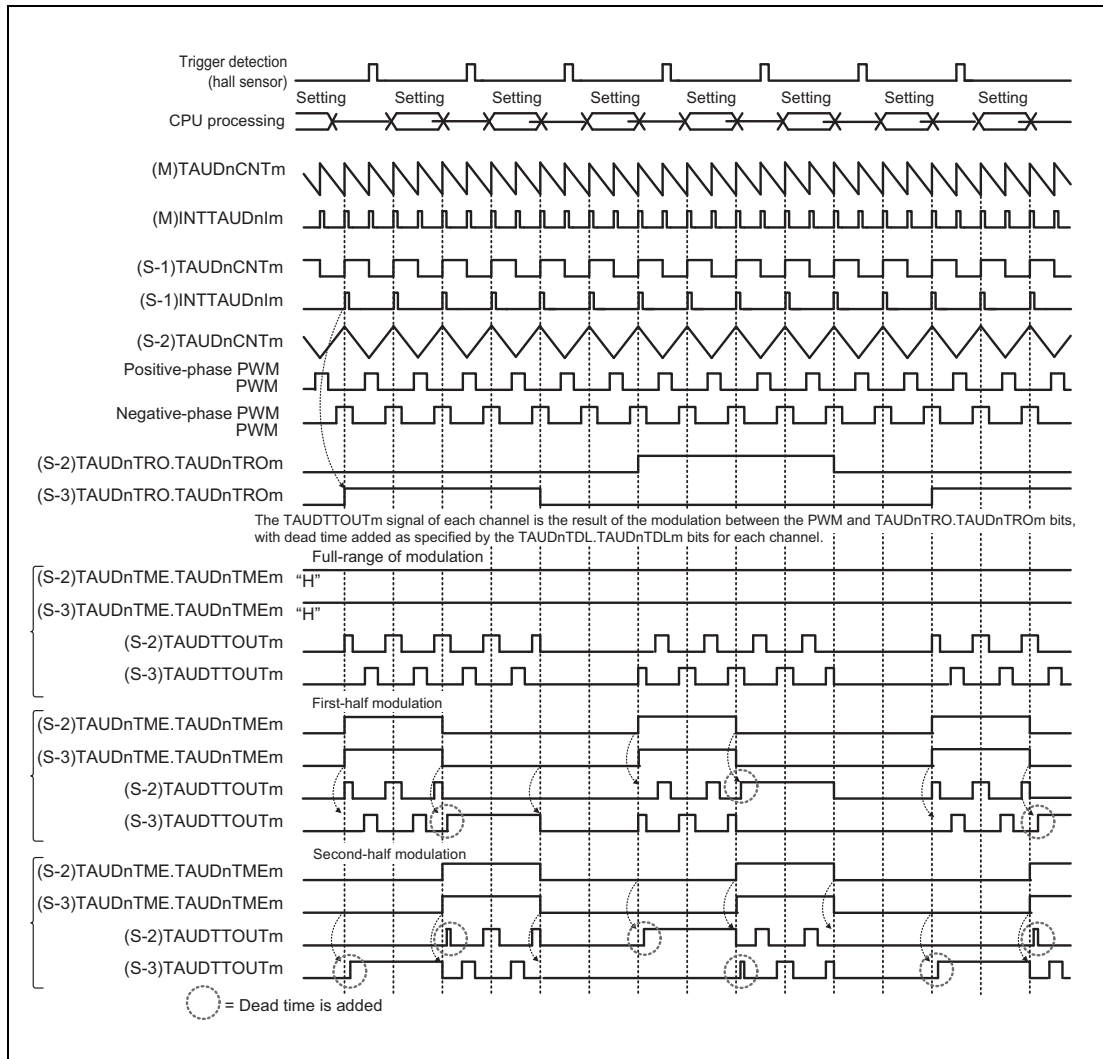 Trigger detection
(hall sensor)
Setting Setting Setting Setting Setting Setting Setting Setting
CPU processing
(M)TAUDnCNTm
(M)INTTAUDnIm
(S-1)TAUDnCNTm
(S-1)INTTAUDnIm
(S-2)TAUDnCNTm
Positive-phase PWM
PWM
Negative-phase PWM
PWM
(S-2)TAUDnTRO.TAUDnTROm
(S-3)TAUDnTRO.TAUDnTROm
The TAUDTTOUTm signal of each channel is the result of the modulation between the PWM and TAUDnTRO.TAUDnTROm bits,
with dead time added as specified by the TAUDnTDL.TAUDnTDLm bits for each channel.
Full-range of modulation
(S-2)TAUDnTME.TAUDnTMEm “H”
(S-3)TAUDnTME.TAUDnTMEm “H”
(S-2)TAUDTTOUTm
(S-3)TAUDTTOUTm
First-half modulation
(S-2)TAUDnTME.TAUDnTMEm
(S-3)TAUDnTME.TAUDnTMEm
(S-2)TAUDTTOUTm
(S-3)TAUDTTOUTm
Second-half modulation
(S-2)TAUDnTME.TAUDnTMEm
(S-3)TAUDnTME.TAUDnTMEm
(S-2)TAUDTTOUTm
(S-3)TAUDTTOUTm
= Dead time is added